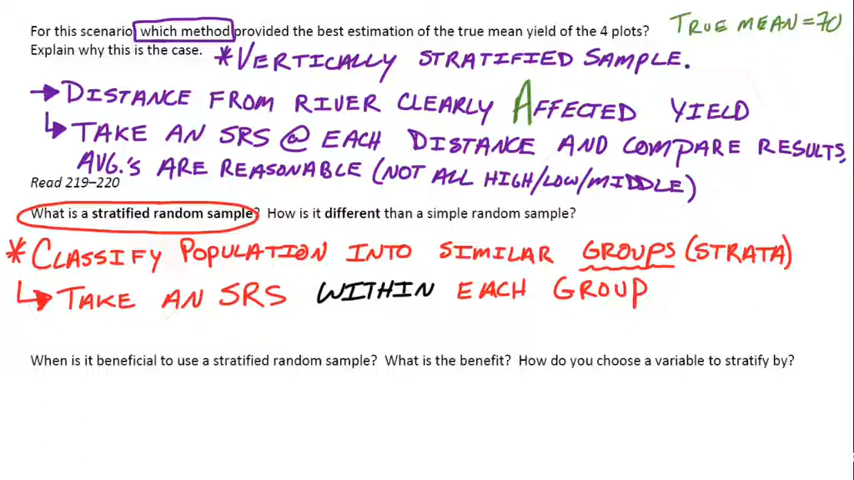 For this scenario which method provided the best estimation of the true mean yield of the 4 plots? TRUE MEAN = 70
Explain why this is the case. *VERTICALLY STRATIFIED SAMPLE.
→ DISTANCE FROM RIVER CLEARLY AFFECTED YIELD
↳ TAKE AN SRS @ EACH DISTANCE AND COMPARE RESULTS,
AVG.'S ARE REASONABLE (NOT ALL HIGH/LOW/MIDDLE)
Read 219–220
What is a stratified random sample? How is it different than a simple random sample?
* CLASSIFY POPULATION INTO SIMILAR GROUPS (STRATA)
↳ TAKE AN SRS WITHIN EACH GROUP
When is it beneficial to use a stratified random sample? What is the benefit? How do you choose a variable to stratify by?